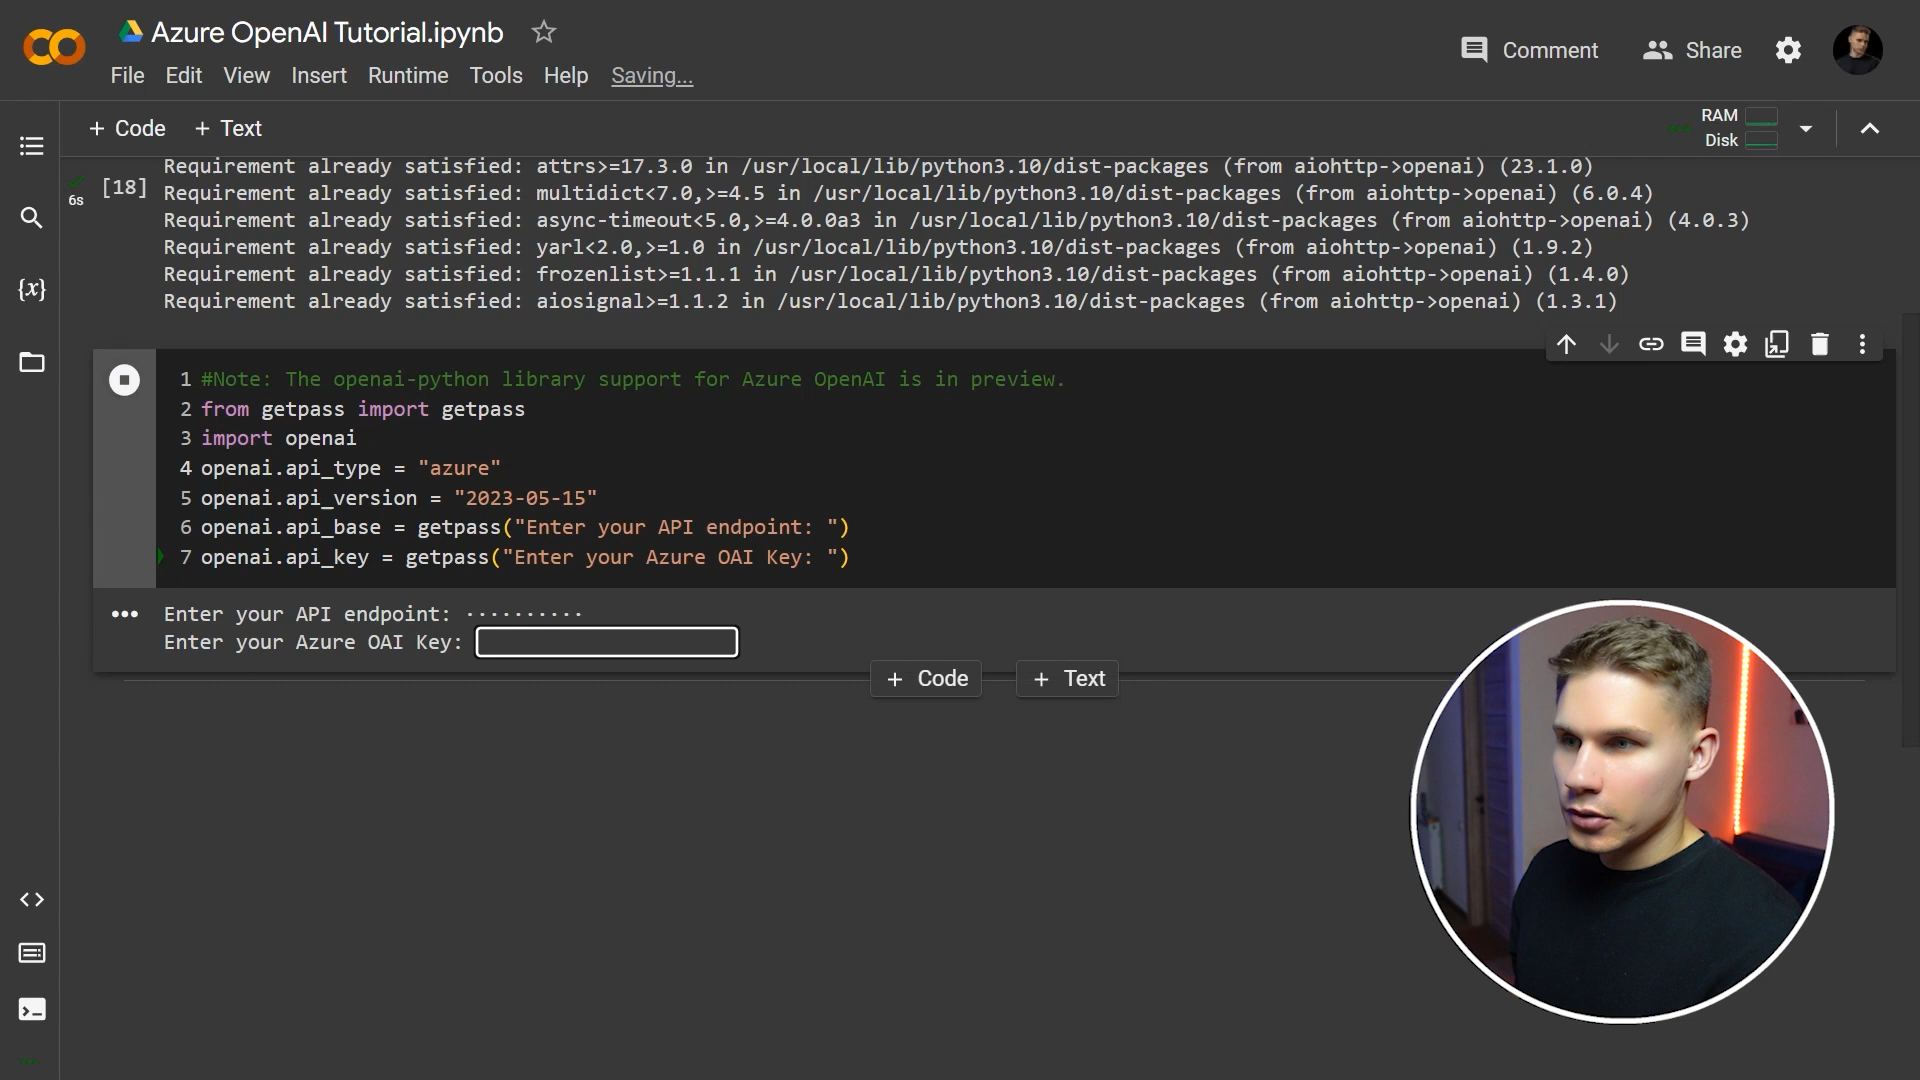 Azure OpenAI Tutorial.ipynb
Comment
Share
File Edit View Insert Runtime Tools Help Saving...
+ Code + Text
RAM
Disk
Requirement already satisfied: attrs>=17.3.0 in /usr/local/lib/python3.10/dist-packages (from aiohttp->openai) (23.1.0)
[18]
6s
Requirement already satisfied: multidict<7.0,>=4.5 in /usr/local/lib/python3.10/dist-packages (from aiohttp->openai) (6.0.4)
Requirement already satisfied: async-timeout<5.0,>=4.0.0a3 in /usr/local/lib/python3.10/dist-packages (from aiohttp->openai) (4.0.3)
Requirement already satisfied: yarl<2.0,>=1.0 in /usr/local/lib/python3.10/dist-packages (from aiohttp->openai) (1.9.2)
Requirement already satisfied: frozenlist>=1.1.1 in /usr/local/lib/python3.10/dist-packages (from aiohttp->openai) (1.4.0)
Requirement already satisfied: aiosignal>=1.1.2 in /usr/local/lib/python3.10/dist-packages (from aiohttp->openai) (1.3.1)
{x}
1 #Note: The openai-python library support for Azure OpenAI is in preview.
2 from getpass import getpass
3 import openai
4 openai.api_type = "azure"
5 openai.api_version = "2023-05-15"
6 openai.api_base = getpass("Enter your API endpoint: ")
7 openai.api_key = getpass("Enter your Azure OAI Key: ")
Enter your API endpoint: ··········
Enter your Azure OAI Key:
+ Code + Text